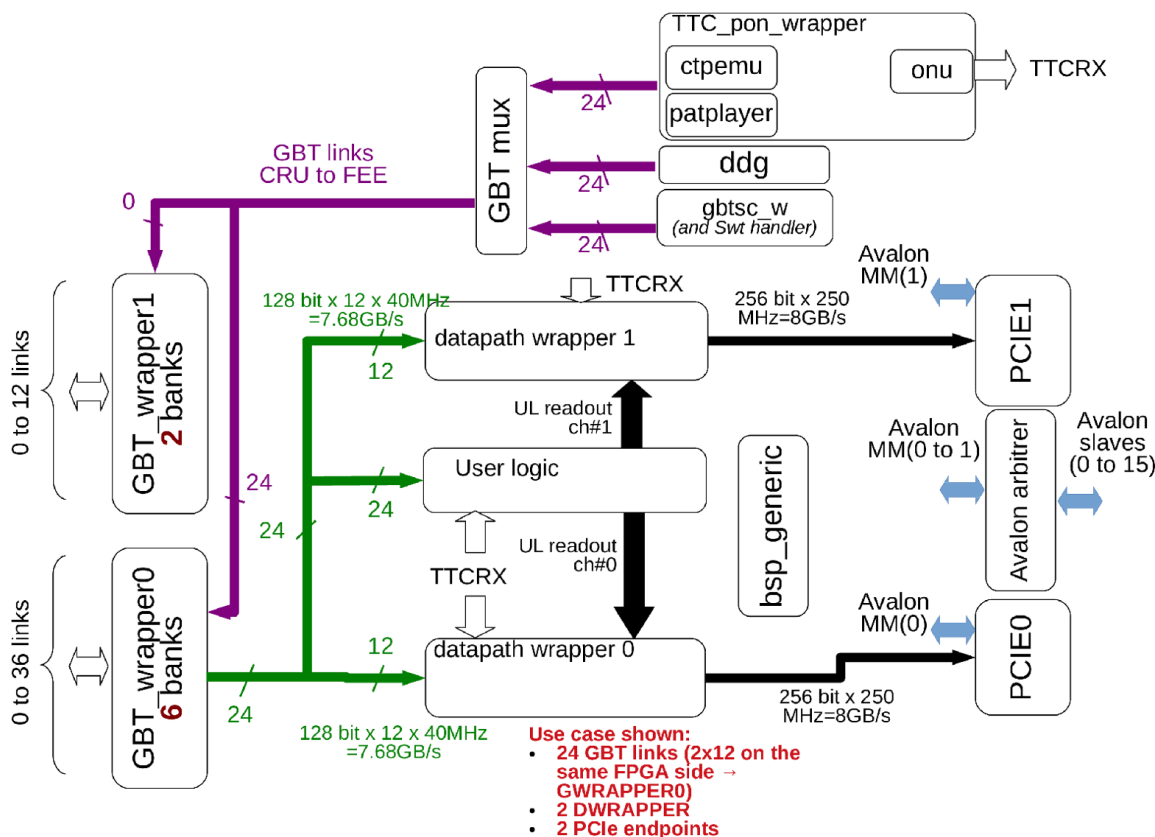 TTC_pon_wrapper
ctpemu
onu
TTCRX
patplayer
24
GBT mux
GBT links
CRU to FEE
ddg
24
gbtsc_w
(and Swt handler)
24
0
Avalon
MM(1)
TTCRX
128 bit x 12 x 40MHz
=7.68GB/s
256 bit x 250
MHz=8GB/s
datapath wrapper 1
12
PCIE1
0 to 12 links
GBT_wrapper1
2 banks
UL readout
ch#1
Avalon
MM(0 to 1)
Avalon
slaves
(0 to 15)
User logic
24
24
24
bsp_generic
Avalon arbitrer
UL readout
ch#0
TTCRX
0 to 36 links
GBT_wrapper0
6 banks
Avalon
MM(0)
12
datapath wrapper 0
PCIE0
24
256 bit x 250
MHz=8GB/s
128 bit x 12 x 40MHz
=7.68GB/s
Use case shown:
• 24 GBT links (2x12 on the
same FPGA side →
GWRAPPER0)
• 2 DWRAPPER
• 2 PCIe endpoints